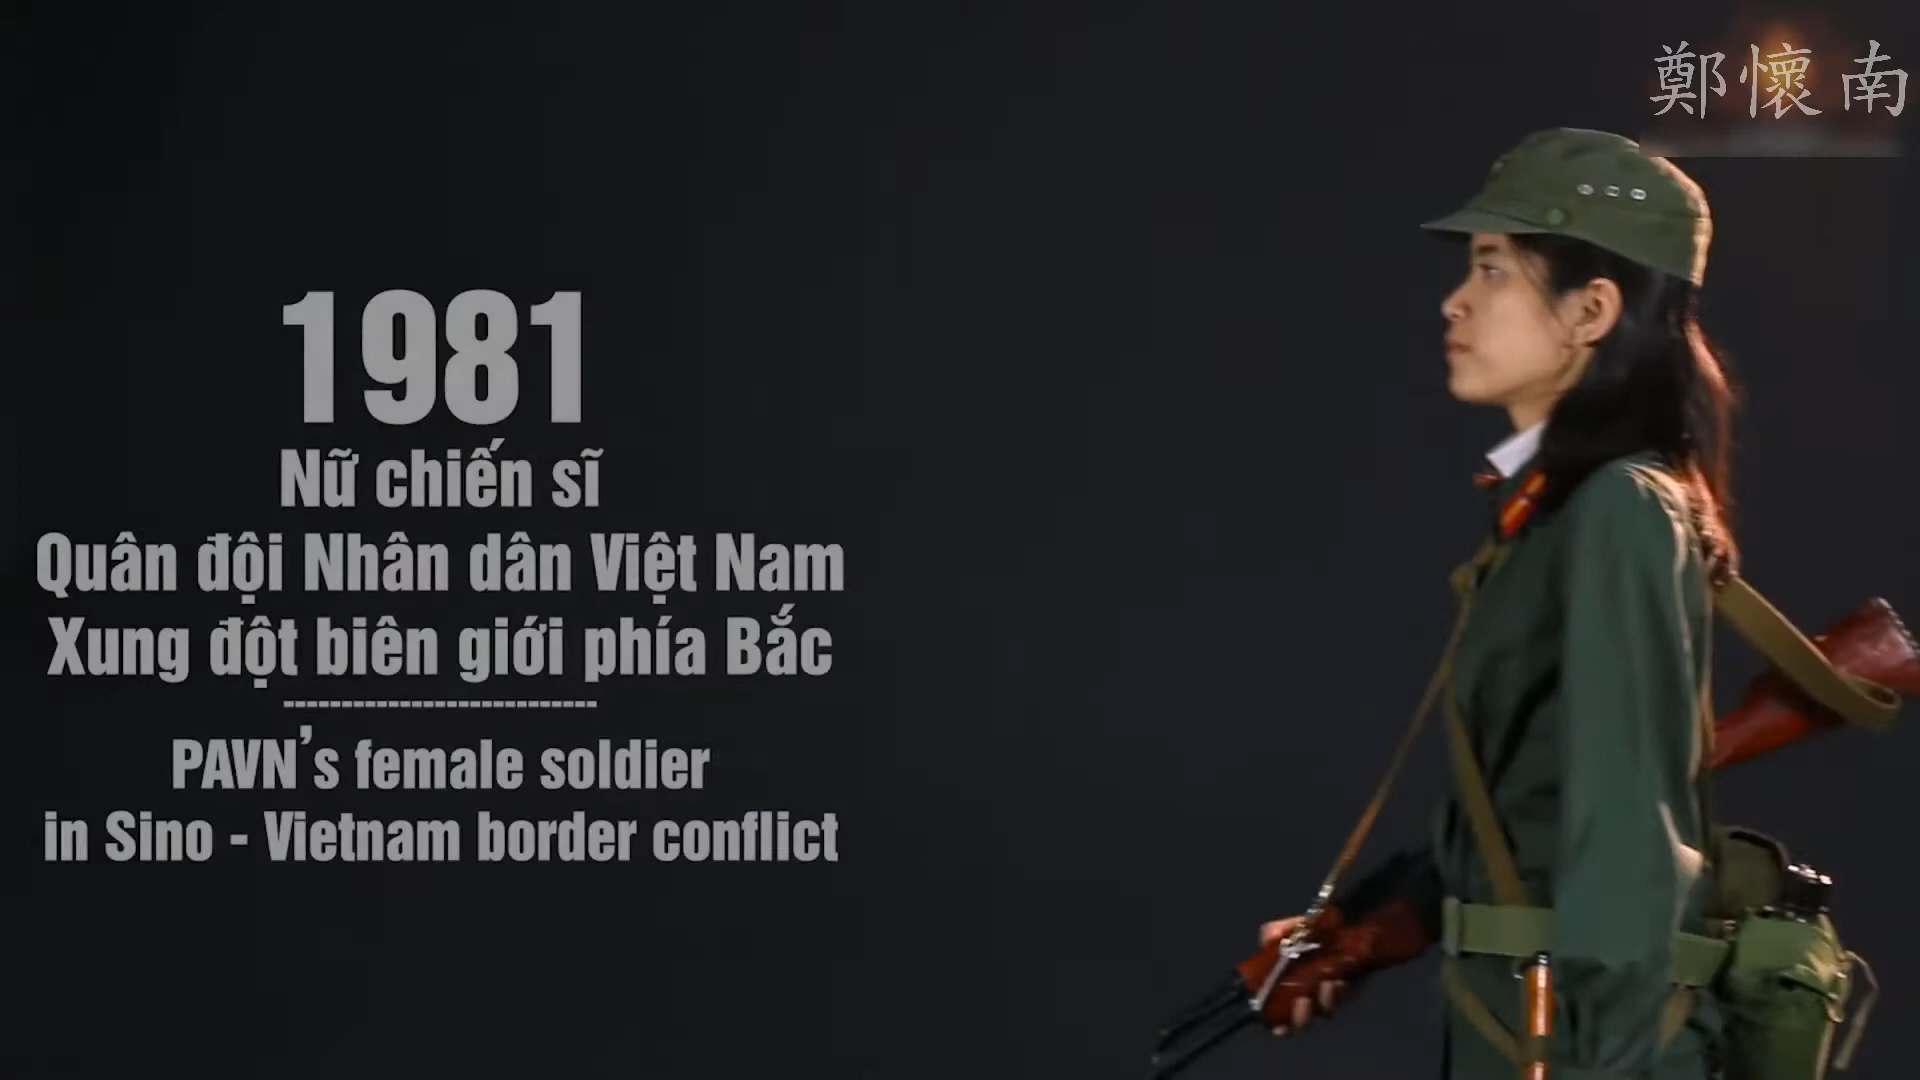 鄭懷南
1981
Nữ chiến sĩ
Quân đội Nhân dân Việt Nam
Xung đột biên giới phía Bắc
---------------------------
PAVN's female soldier
in Sino - Vietnam border conflict